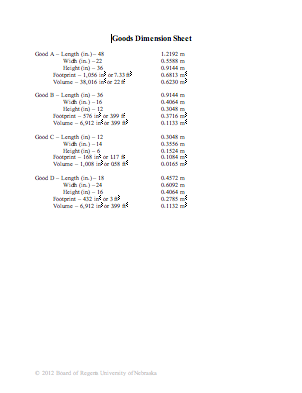 Goods Dimension Sheet
Good A – Length (in.) – 48 1.2192 m
Width (in.) – 22 0.5588 m
Height (in) – 36 0.9144 m
Footprint – 1,056 in² or 7.33 ft² 0.6813 m²
Volume – 38,016 in³ or 22 ft³ 0.6230 m³
Good B – Length (in.) – 36 0.9144 m
Width (in.) – 16 0.4064 m
Height (in.) – 12 0.3048 m
Footprint – 576 in² or 399 ft² 0.3716 m²
Volume – 6,912 in³ or 399 ft³ 0.1133 m³
Good C – Length (in.) – 12 0.3048 m
Width (in.) – 14 0.3556 m
Height (in) – 6 0.1524 m
Footprint – 168 in² or 1.17 ft² 0.1084 m²
Volume – 1,008 in³ or 058 ft³ 0.0165 m³
Good D – Length (in.) – 18 0.4572 m
Width (in.) – 24 0.6092 m
Height (in) – 16 0.4064 m
Footprint – 432 in² or 3 ft² 0.2785 m²
Volume – 6,912 in³ or 399 ft³ 0.1132 m³
© 2012 Board of Regents University of Nebraska